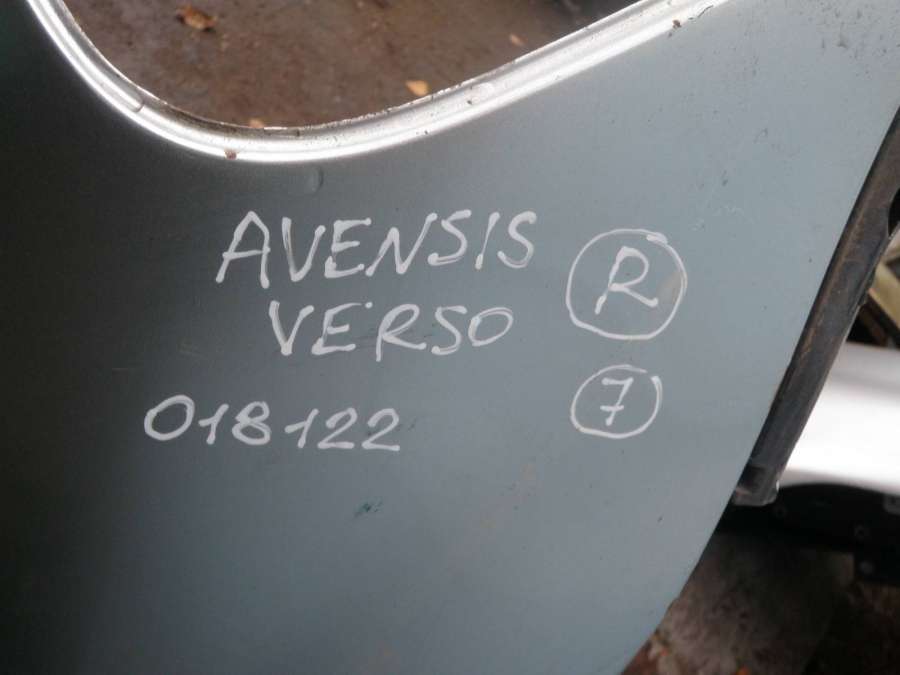 AVENSIS
VERSO
R
018122
7